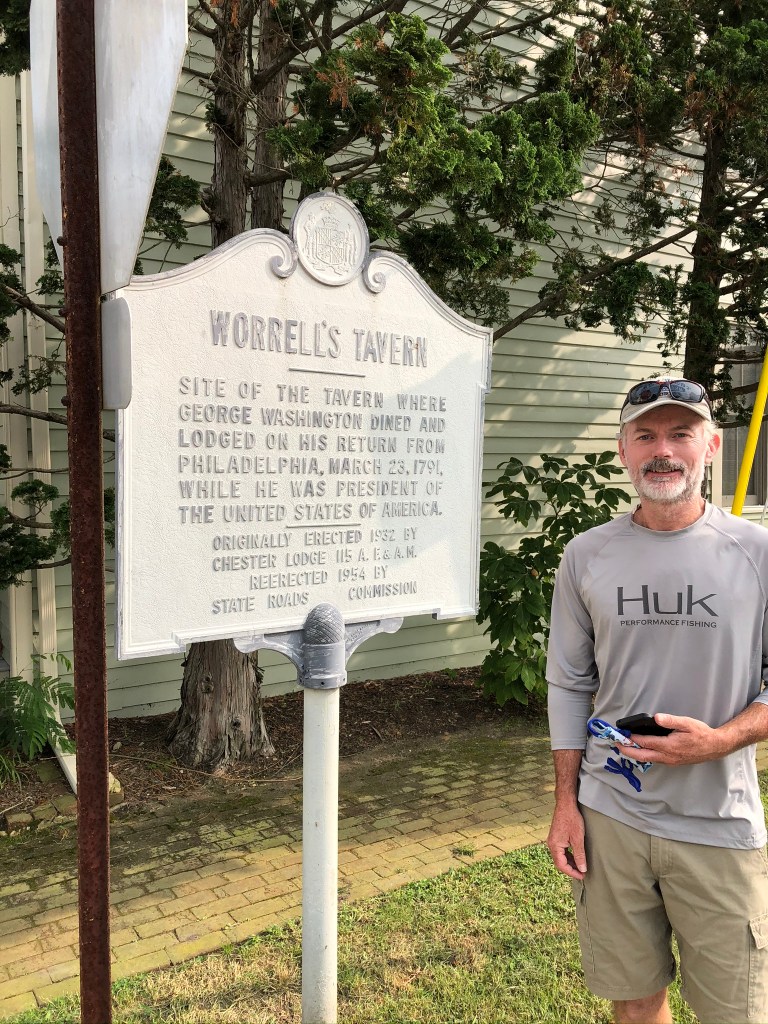 WORRELL'S TAVERN
SITE OF THE TAVERN WHERE
GEORGE WASHINGTON DINED AND
LODGED ON HIS RETURN FROM
PHILADELPHIA, MARCH 23, 1791,
WHILE HE WAS PRESIDENT OF
THE UNITED STATES OF AMERICA.
ORIGINALLY ERECTED 1932 BY
CHESTER LODGE 115 A. F. & A. M.
REERECTED 1954 BY
STATE ROADS COMMISSION
HUK
PERFORMANCE FISHING